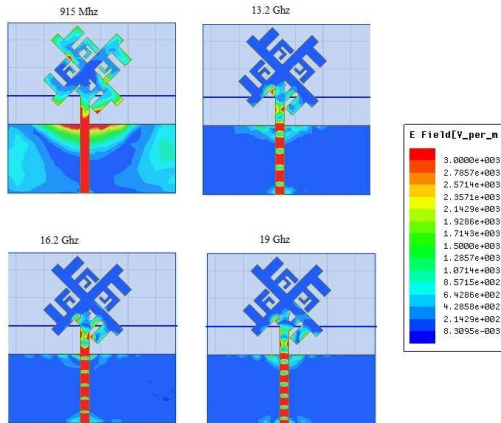 915 Mhz
13.2 Ghz
16.2 Ghz
19 Ghz
E Field[V_per_m
3.0000e+003
2.7857e+003
2.5714e+003
2.3571e+003
2.1429e+003
1.9286e+003
1.7143e+003
1.5000e+003
1.2857e+003
1.0714e+003
8.5715e+002
6.4286e+002
4.2858e+002
2.1429e+002
8.3095e-003